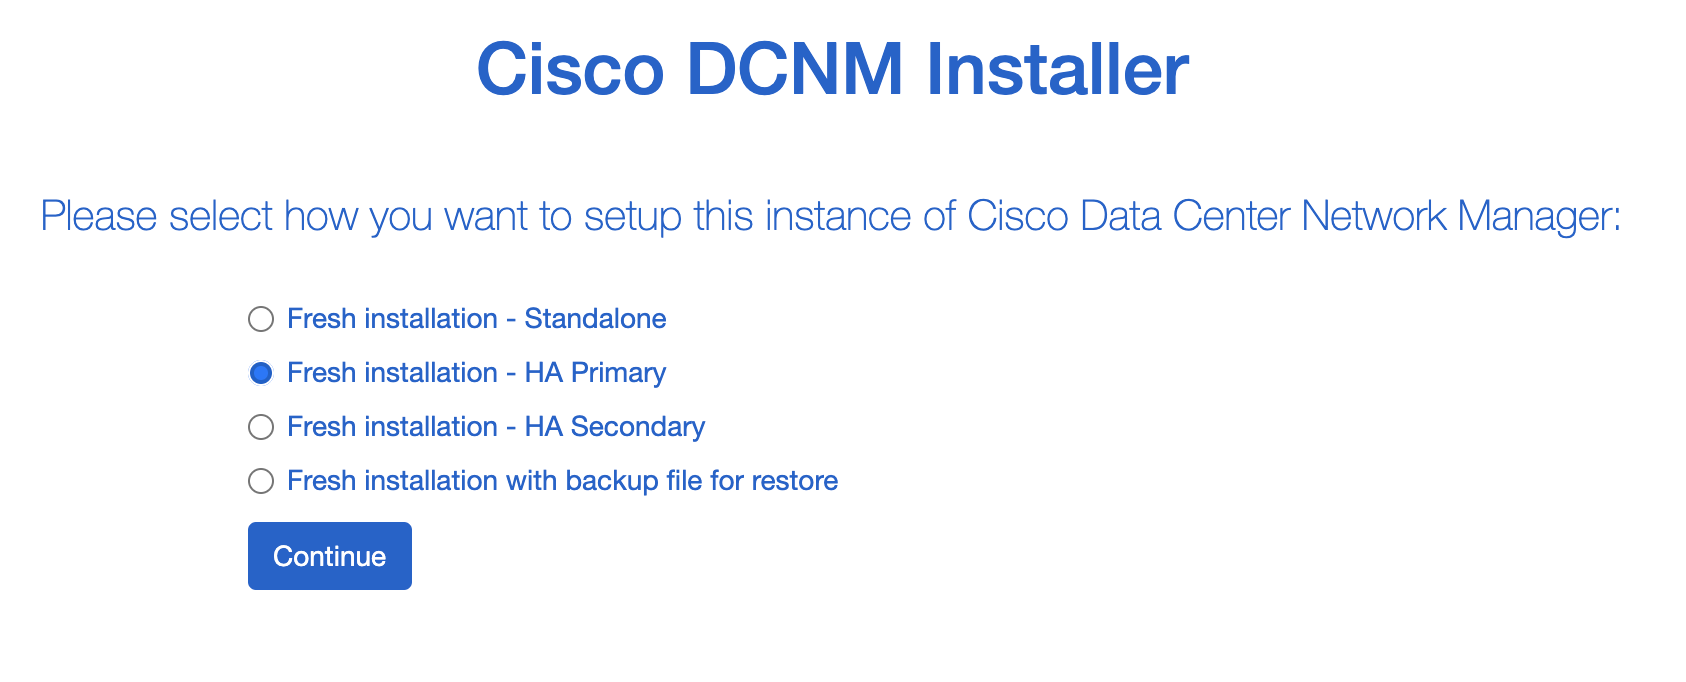 Cisco DCNM Installer
Please select how you want to setup this instance of Cisco Data Center Network Manager:
Fresh installation - Standalone
Fresh installation - HA Primary
Fresh installation - HA Secondary
Fresh installation with backup file for restore
Continue